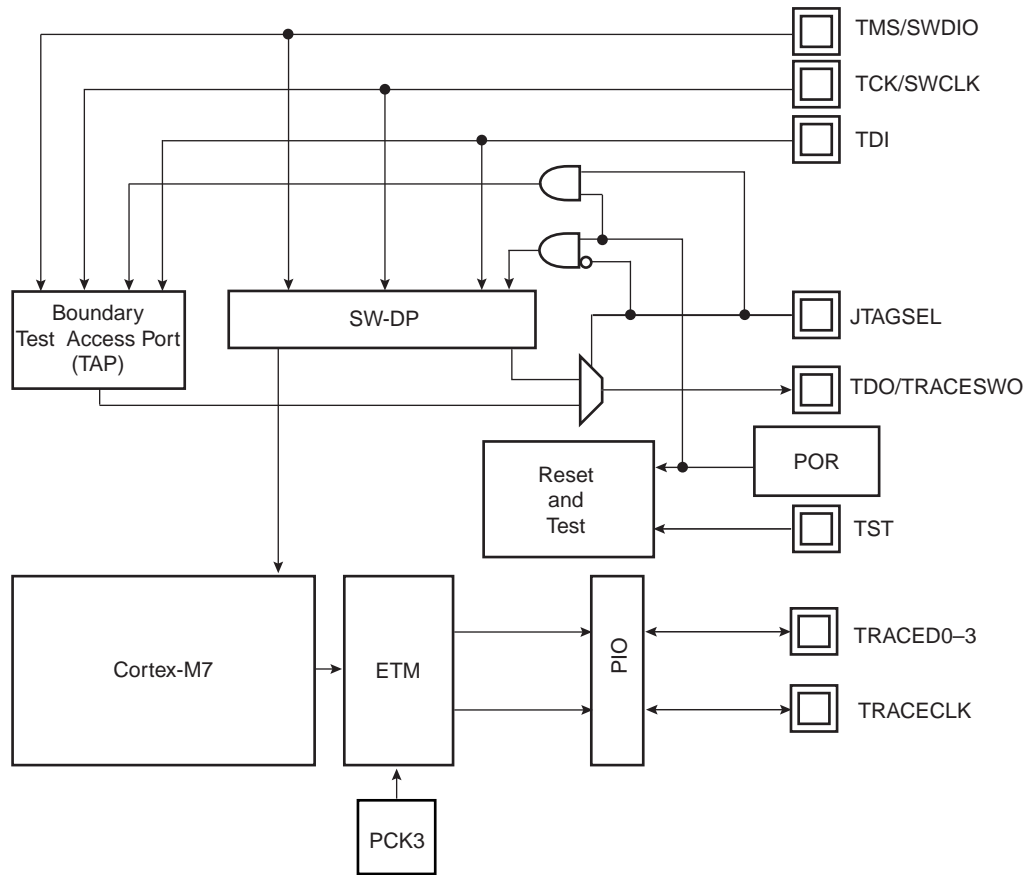 TMS/SWDIO
TCK/SWCLK
TDI
Boundary
Test Access Port
(TAP)
SW-DP
JTAGSEL
TDO/TRACESWO
POR
Reset
and
Test
TST
Cortex-M7
ETM
PIO
TRACED0–3
TRACECLK
PCK3